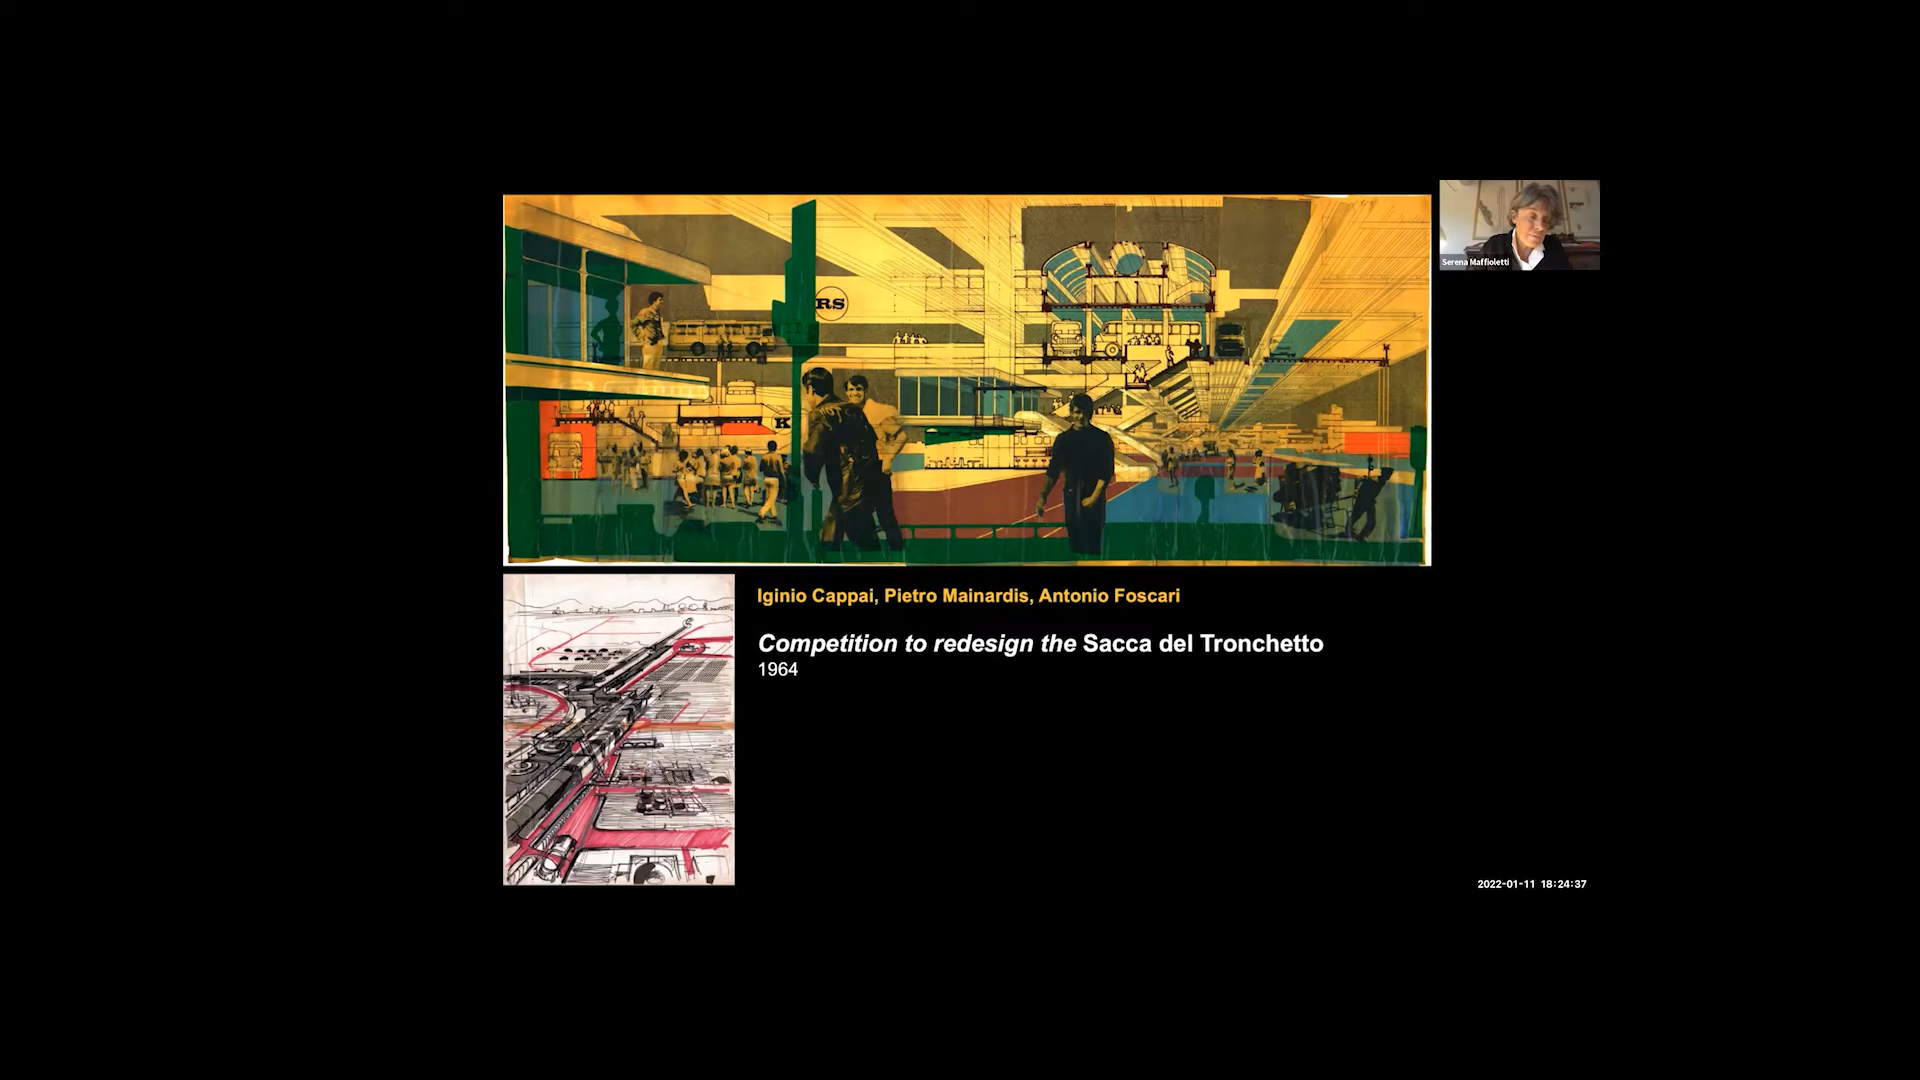 RS
K
Serena Maffioletti
Iginio Cappai, Pietro Mainardis, Antonio Foscari
Competition to redesign the Sacca del Tronchetto
1964
2022-01-11 18:24:37